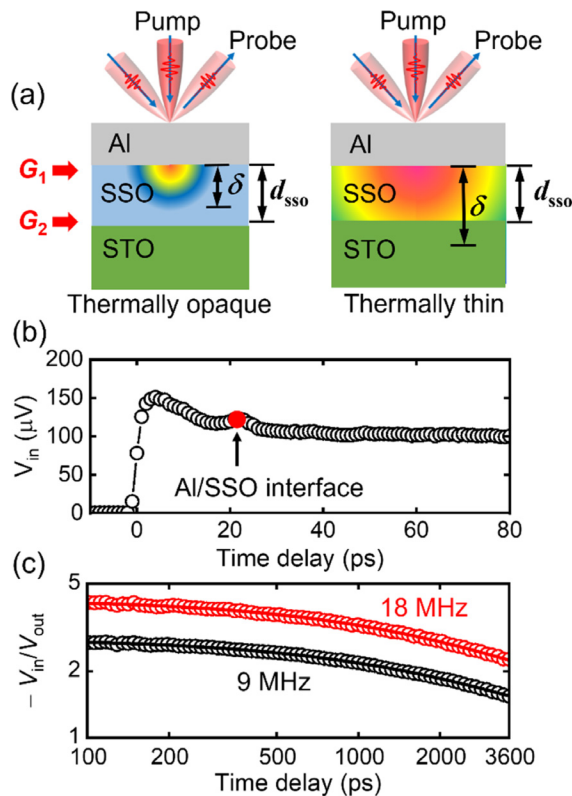 (a)
Pump
Probe
Pump
Probe
Al
G1
SSO
δ
dsso
G2
STO
Thermally opaque
Al
SSO
δ
dsso
STO
Thermally thin
(b)
200
150
100
50
0
Vin (μV)
Al/SSO interface
0 20 40 60 80
Time delay (ps)
(c)
5
2
1
− Vin/Vout
18 MHz
9 MHz
100 200 500 1000 2000 3600
Time delay (ps)